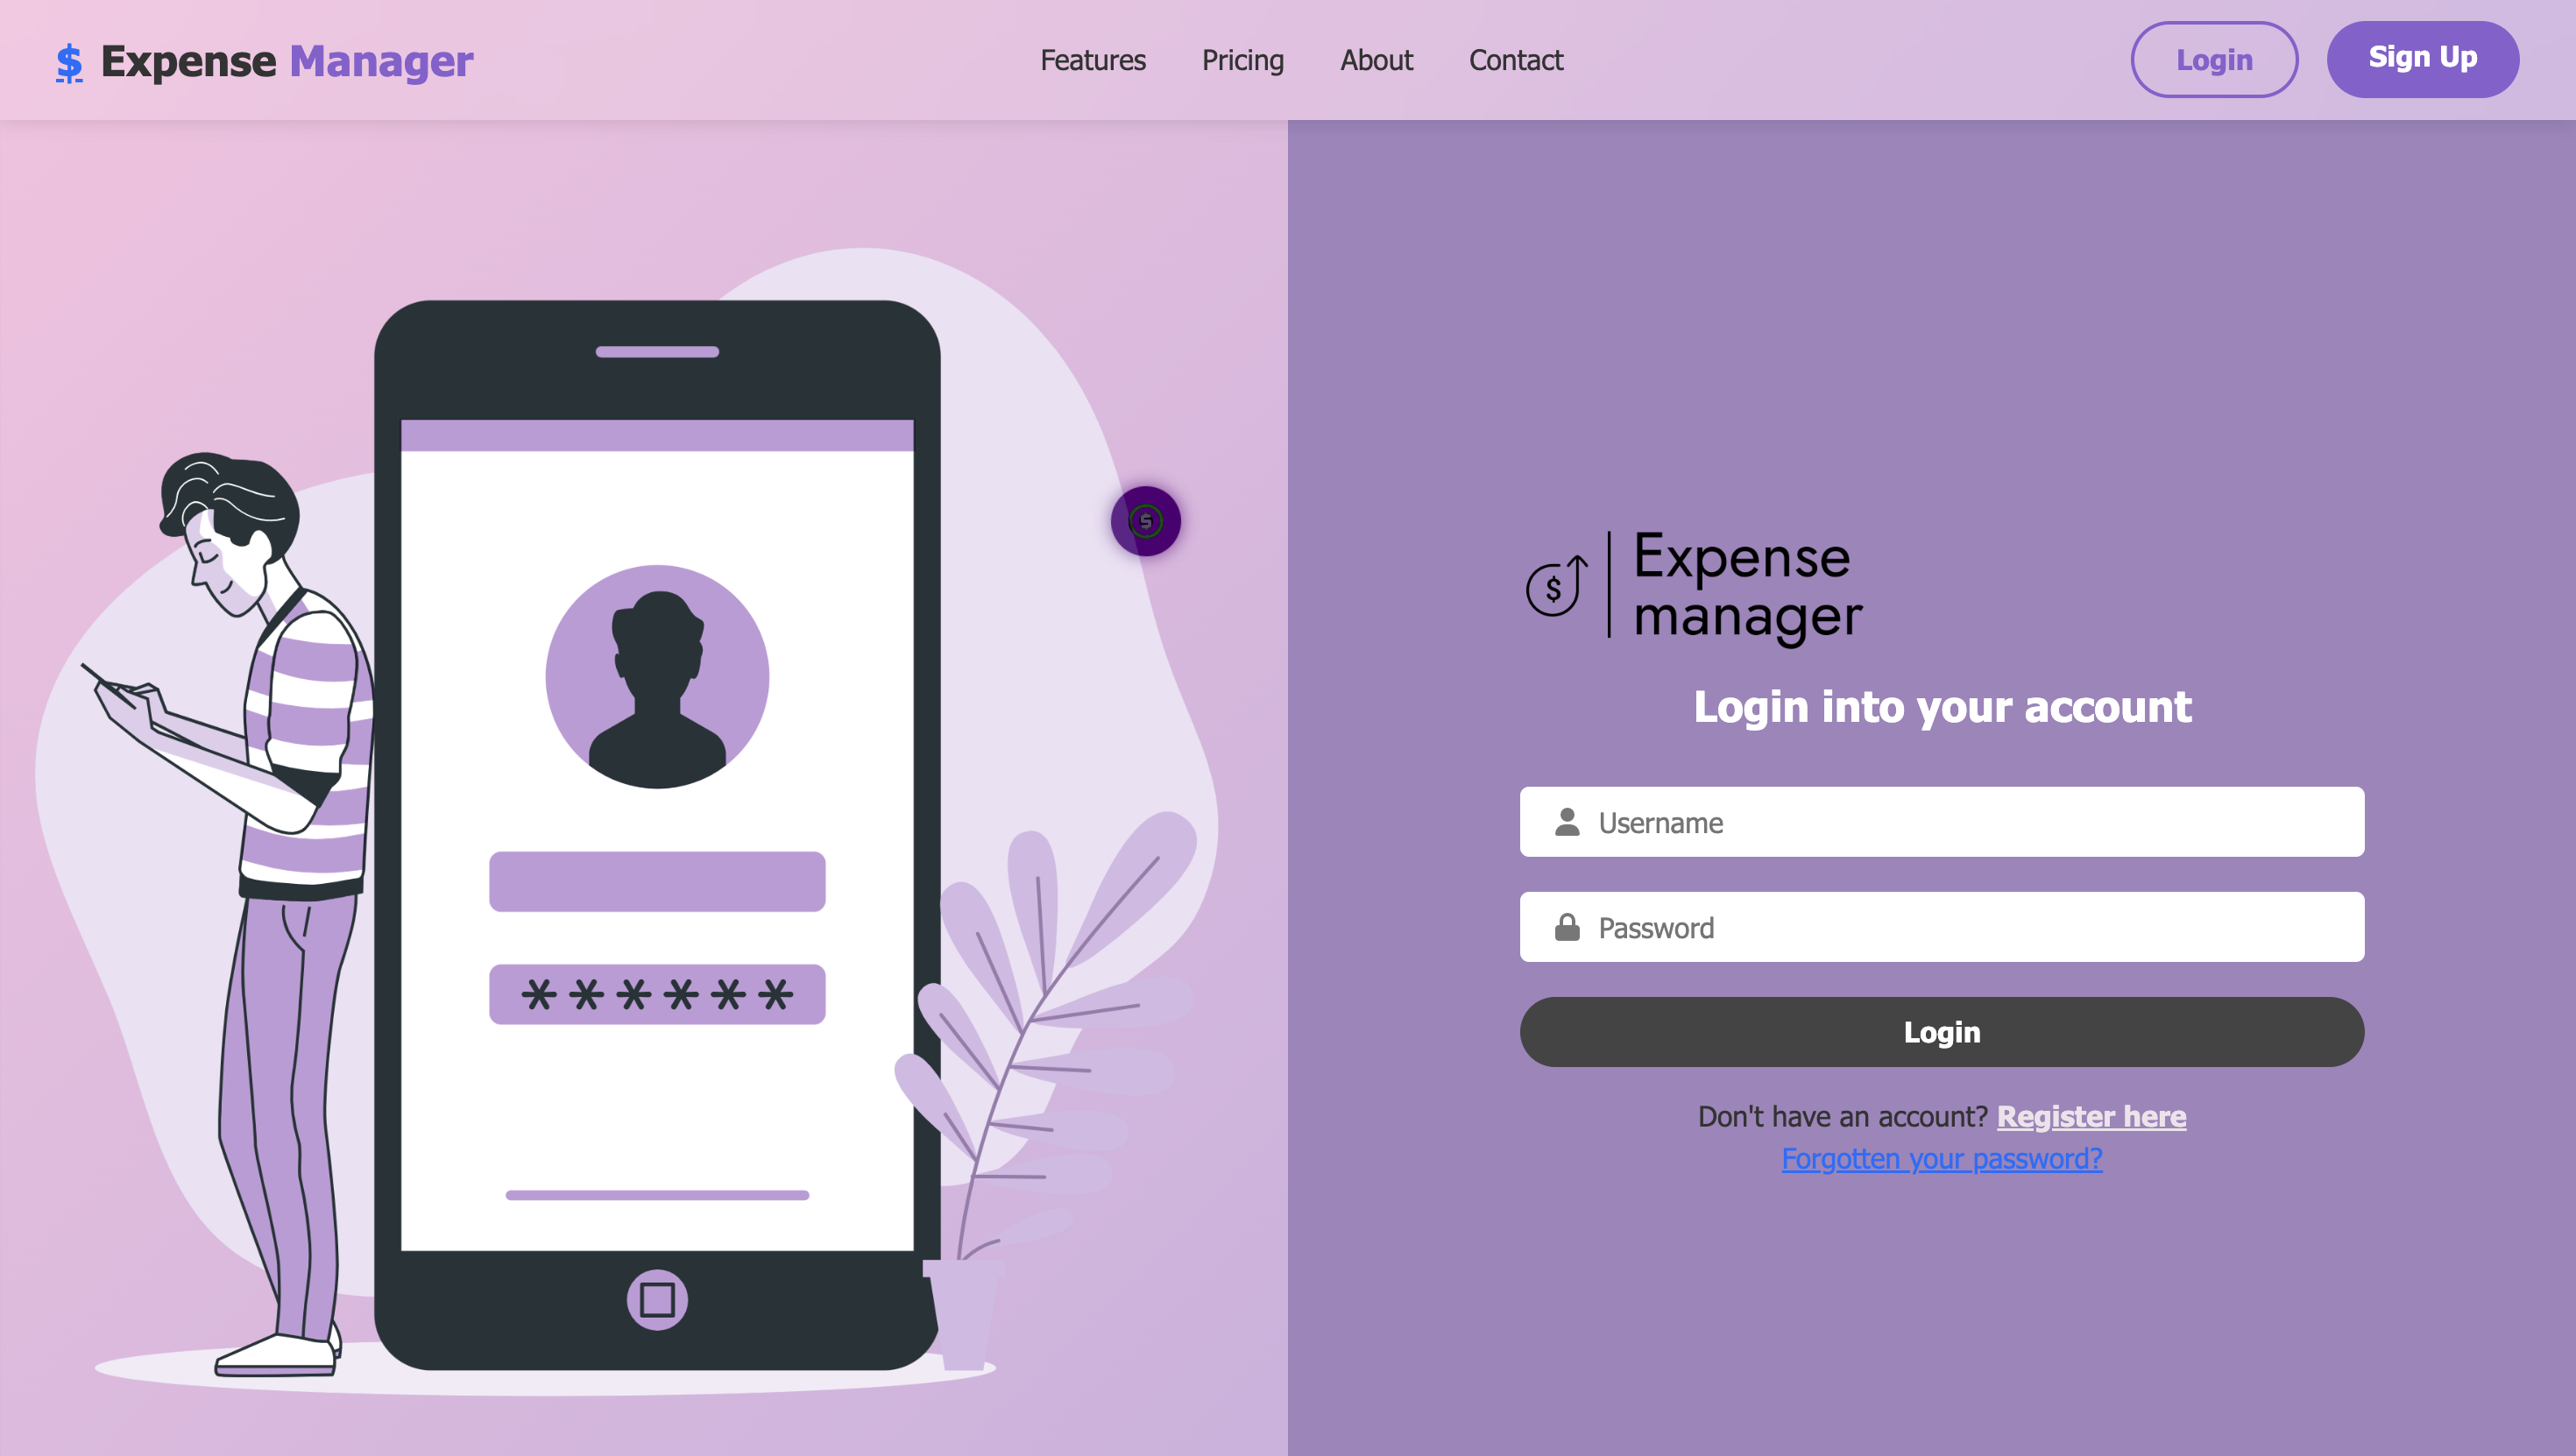 $ Expense Manager
Features Pricing About Contact
Login Sign Up
$
******
$
Expense
manager
Login into your account
Username
Password
Login
Don't have an account? Register here
Forgotten your password?